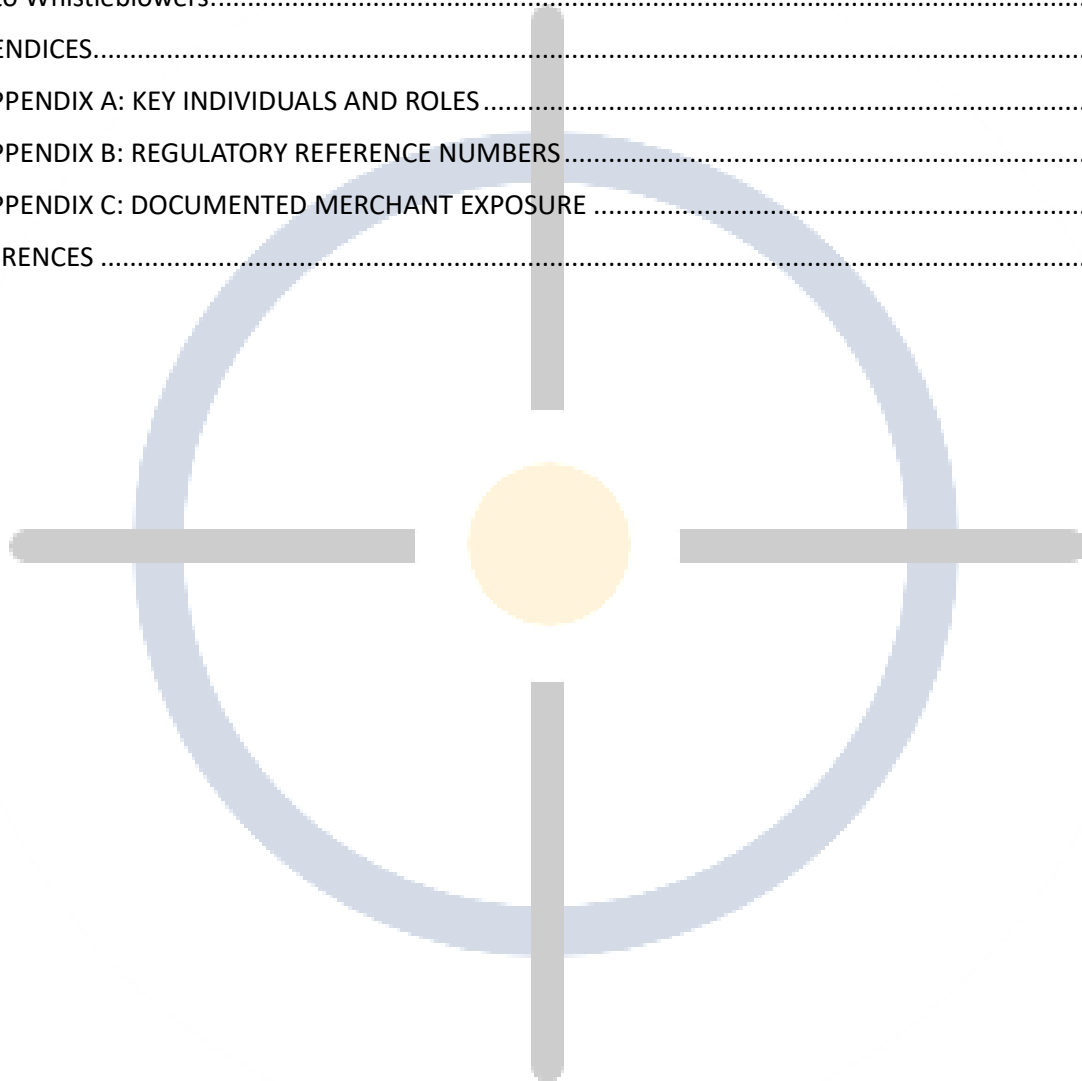 to Whistleblowers........................................................................................................................
ENDICES........................................................................................................................................
PPENDIX A: KEY INDIVIDUALS AND ROLES................................................................................
PPENDIX B: REGULATORY REFERENCE NUMBERS....................................................................
PPENDIX C: DOCUMENTED MERCHANT EXPOSURE ................................................................
RENCES ......................................................................................................................................